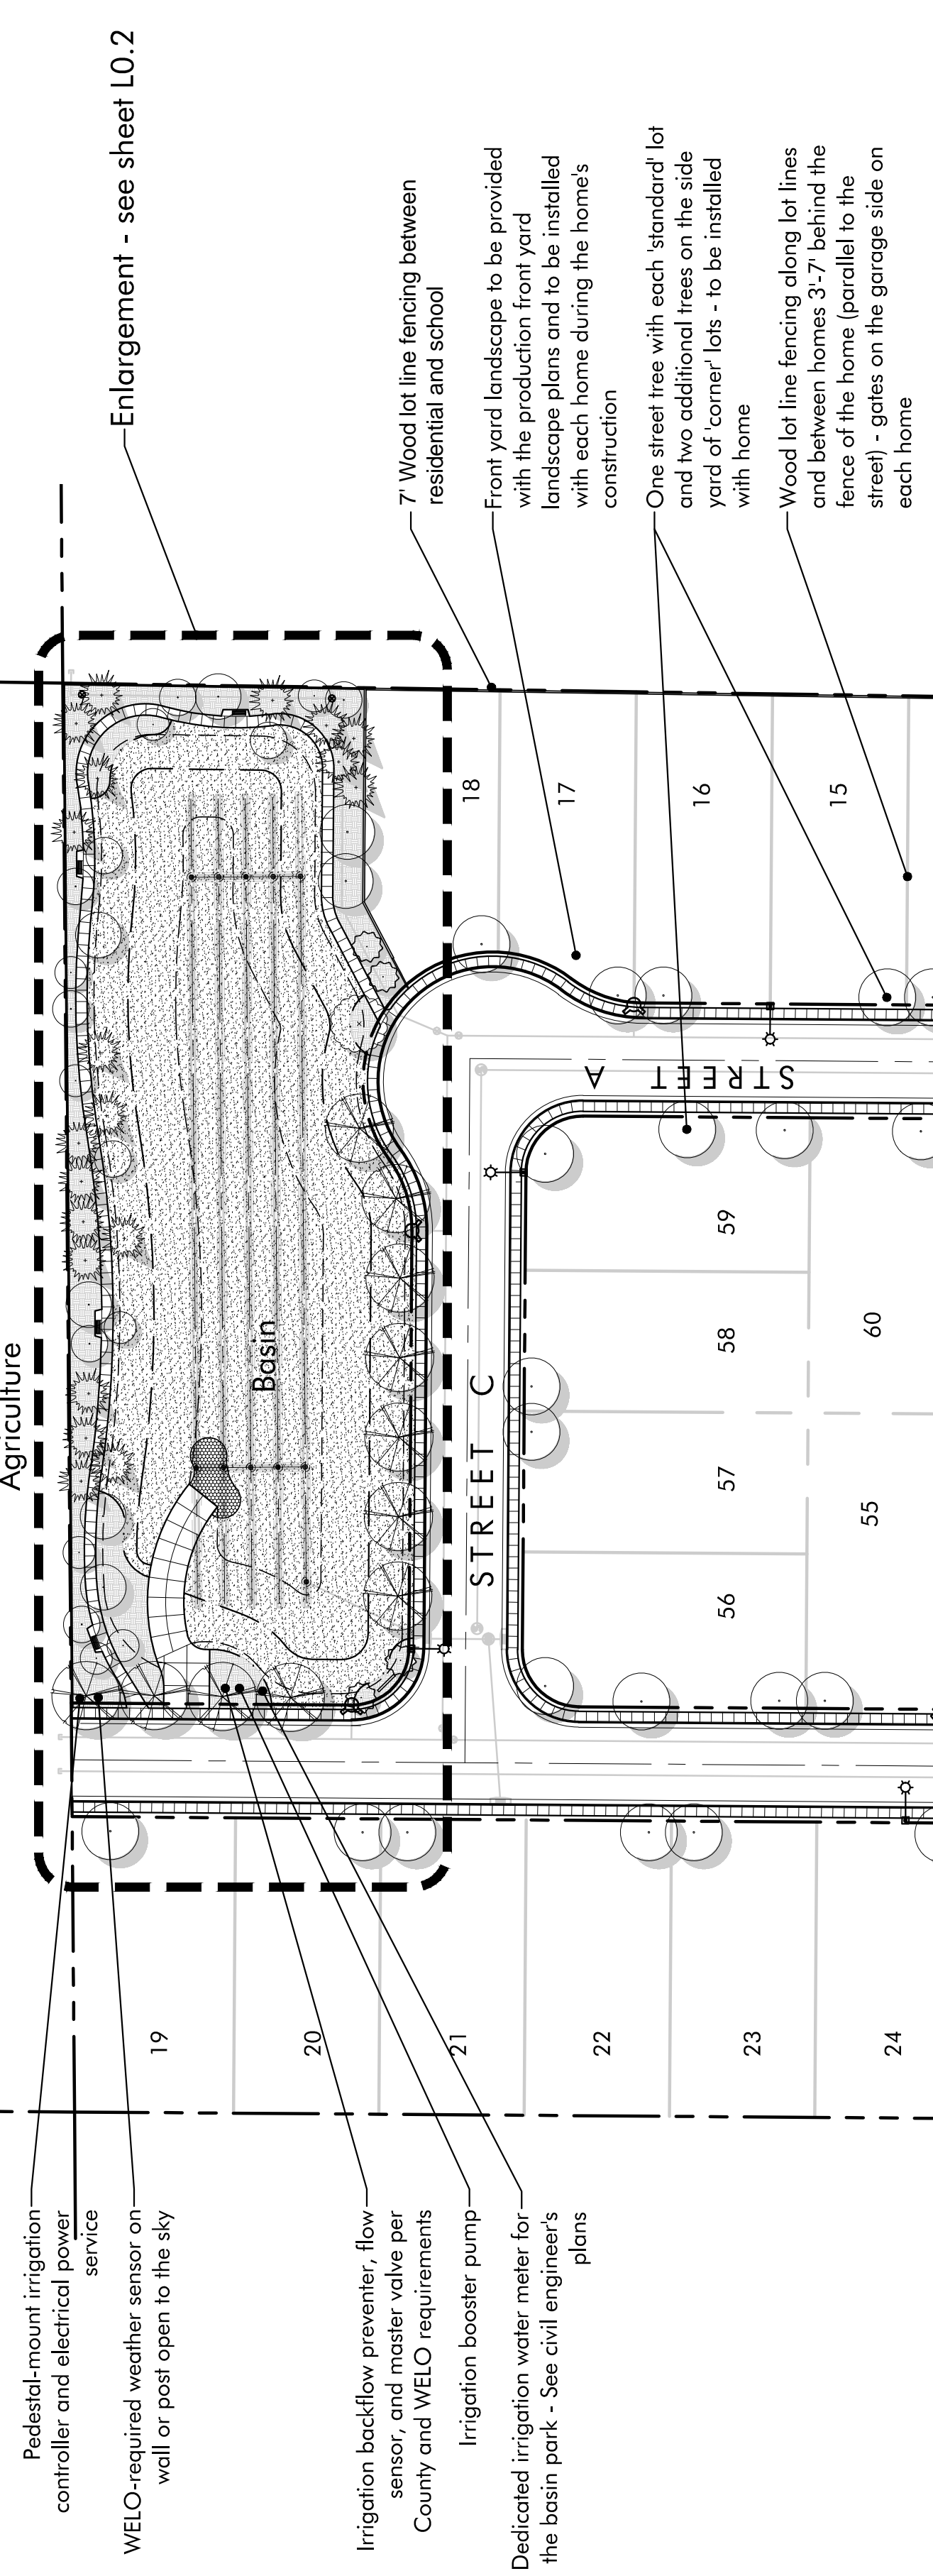 Enlargement - see sheet L0.2
7' Wood lot line fencing between
residential and school
Front yard landscape to be provided
with the production front yard
landscape plans and to be installed
with each home during the home's
construction
One street tree with each 'standard' lot
and two additional trees on the side
yard of 'corner' lots - to be installed
with home
Wood lot line fencing along lot lines
and between homes 3'-7' behind the
fence of the home (parallel to the
street) - gates on the garage side on
each home
18
17
16
15
STREET A
Agriculture
Basin
STREET C
59
58
57
56
60
55
19
20
21
22
23
24
Pedestal-mount irrigation
controller and electrical power
service
WELO-required weather sensor on
wall or post open to the sky
Irrigation backflow preventer, flow
sensor, and master valve per
County and WELO requirements
Irrigation booster pump
Dedicated irrigation water meter for
the basin park - See civil engineer's
plans